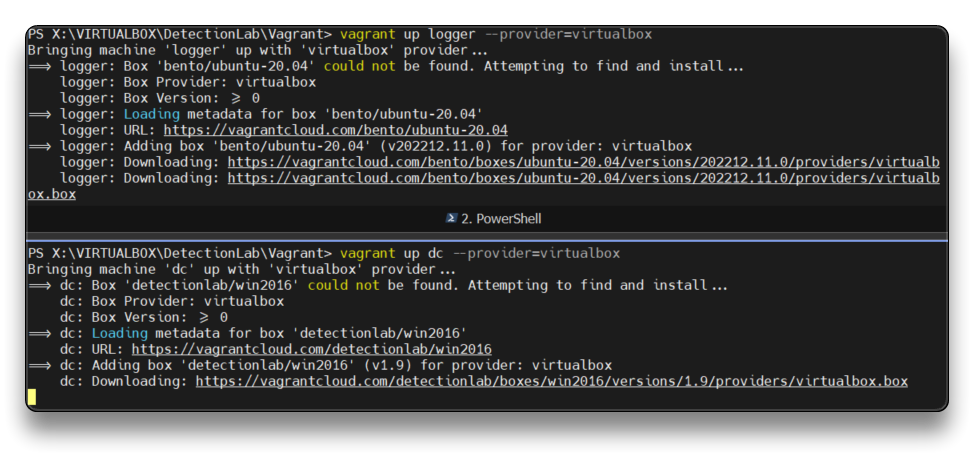 PS X:\VIRTUALBOX\DetectionLab\Vagrant> vagrant up logger --provider=virtualbox
Bringing machine 'logger' up with 'virtualbox' provider...
==> logger: Box 'bento/ubuntu-20.04' could not be found. Attempting to find and install...
    logger: Box Provider: virtualbox
    logger: Box Version: >= 0
==> logger: Loading metadata for box 'bento/ubuntu-20.04'
    logger: URL: https://vagrantcloud.com/bento/ubuntu-20.04
==> logger: Adding box 'bento/ubuntu-20.04' (v202212.11.0) for provider: virtualbox
    logger: Downloading: https://vagrantcloud.com/bento/boxes/ubuntu-20.04/versions/202212.11.0/providers/virtualb
    logger: Downloading: https://vagrantcloud.com/bento/boxes/ubuntu-20.04/versions/202212.11.0/providers/virtualb
ox.box
2. PowerShell
PS X:\VIRTUALBOX\DetectionLab\Vagrant> vagrant up dc --provider=virtualbox
Bringing machine 'dc' up with 'virtualbox' provider...
==> dc: Box 'detectionlab/win2016' could not be found. Attempting to find and install...
    dc: Box Provider: virtualbox
    dc: Box Version: >= 0
==> dc: Loading metadata for box 'detectionlab/win2016'
    dc: URL: https://vagrantcloud.com/detectionlab/win2016
==> dc: Adding box 'detectionlab/win2016' (v1.9) for provider: virtualbox
    dc: Downloading: https://vagrantcloud.com/detectionlab/boxes/win2016/versions/1.9/providers/virtualbox.box